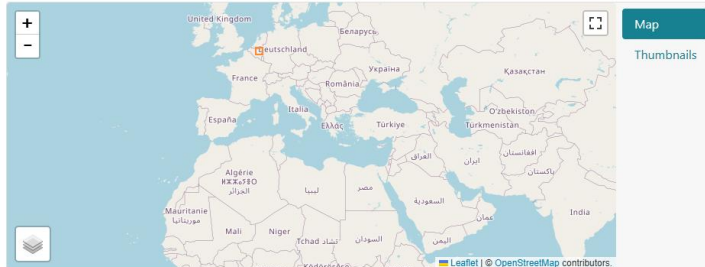 +
−
United Kingdom
Беларусь
Deutschland
Україна
France
Қазақстан
România
Italia
O'zbekiston
España
Ελλάς
Türkiye
Türkmenistan
افغانستان
العراق
ایران
Algérie
ⵍⵣⵣⴰⵢⴻⵔ
الجزائر
ليبيا
مصر
پاکستان
السعودية
Mauritanie
موريتانيا
عمان
India
Mali
Niger
Tchad تشاد
السودان
اليمن
Ködörösêse
Leaflet | © OpenStreetMap contributors.
Map
Thumbnails